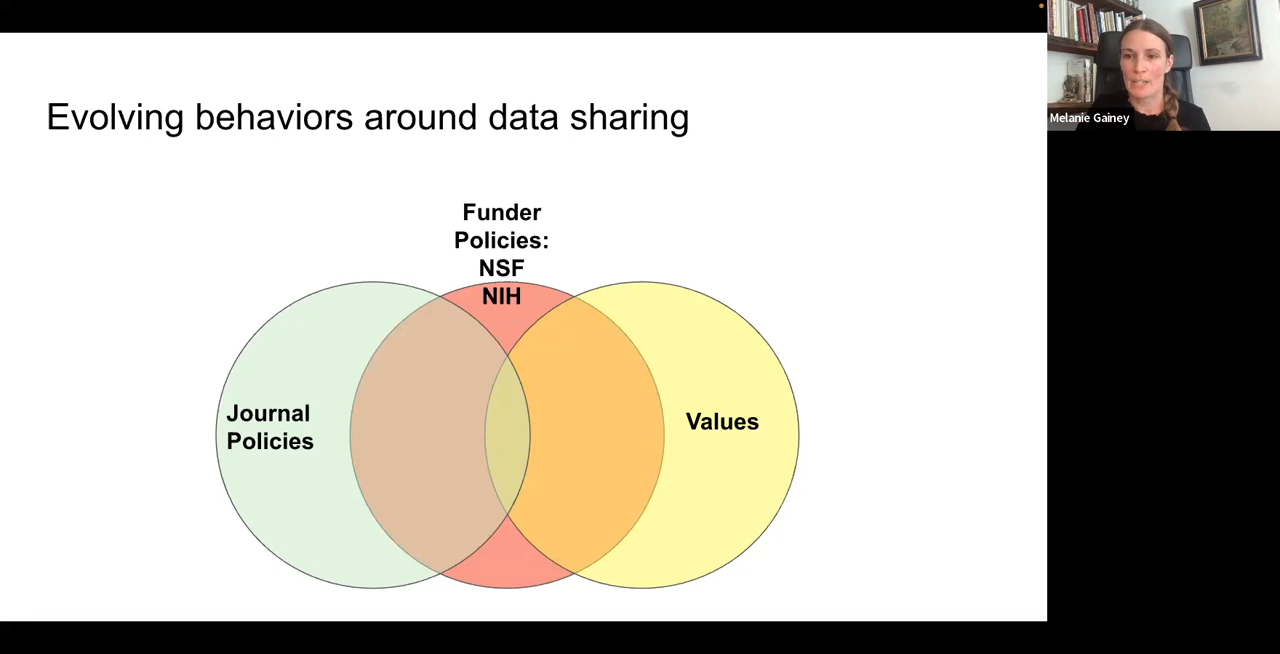 Evolving behaviors around data sharing
Funder
Policies:
NSF
NIH
Journal
Policies
Values
Melanie Gainey